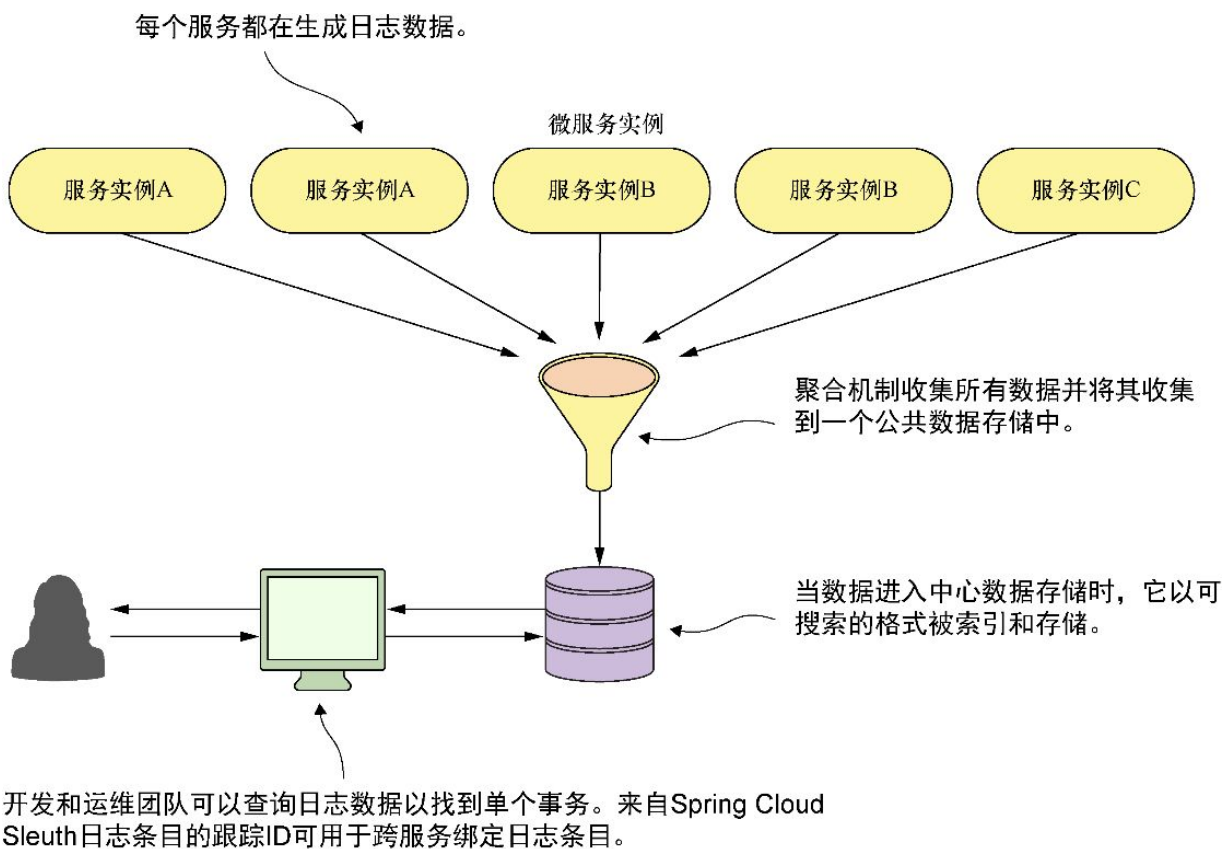 每个服务都在生成日志数据。
微服务实例
服务实例A
服务实例A
服务实例B
服务实例B
服务实例C
聚合机制收集所有数据并将其收集
到一个公共数据存储中。
当数据进入中心数据存储时，它以可
搜索的格式被索引和存储。
开发和运维团队可以查询日志数据以找到单个事务。来自Spring Cloud
Sleuth日志条目的跟踪ID可用于跨服务绑定日志条目。